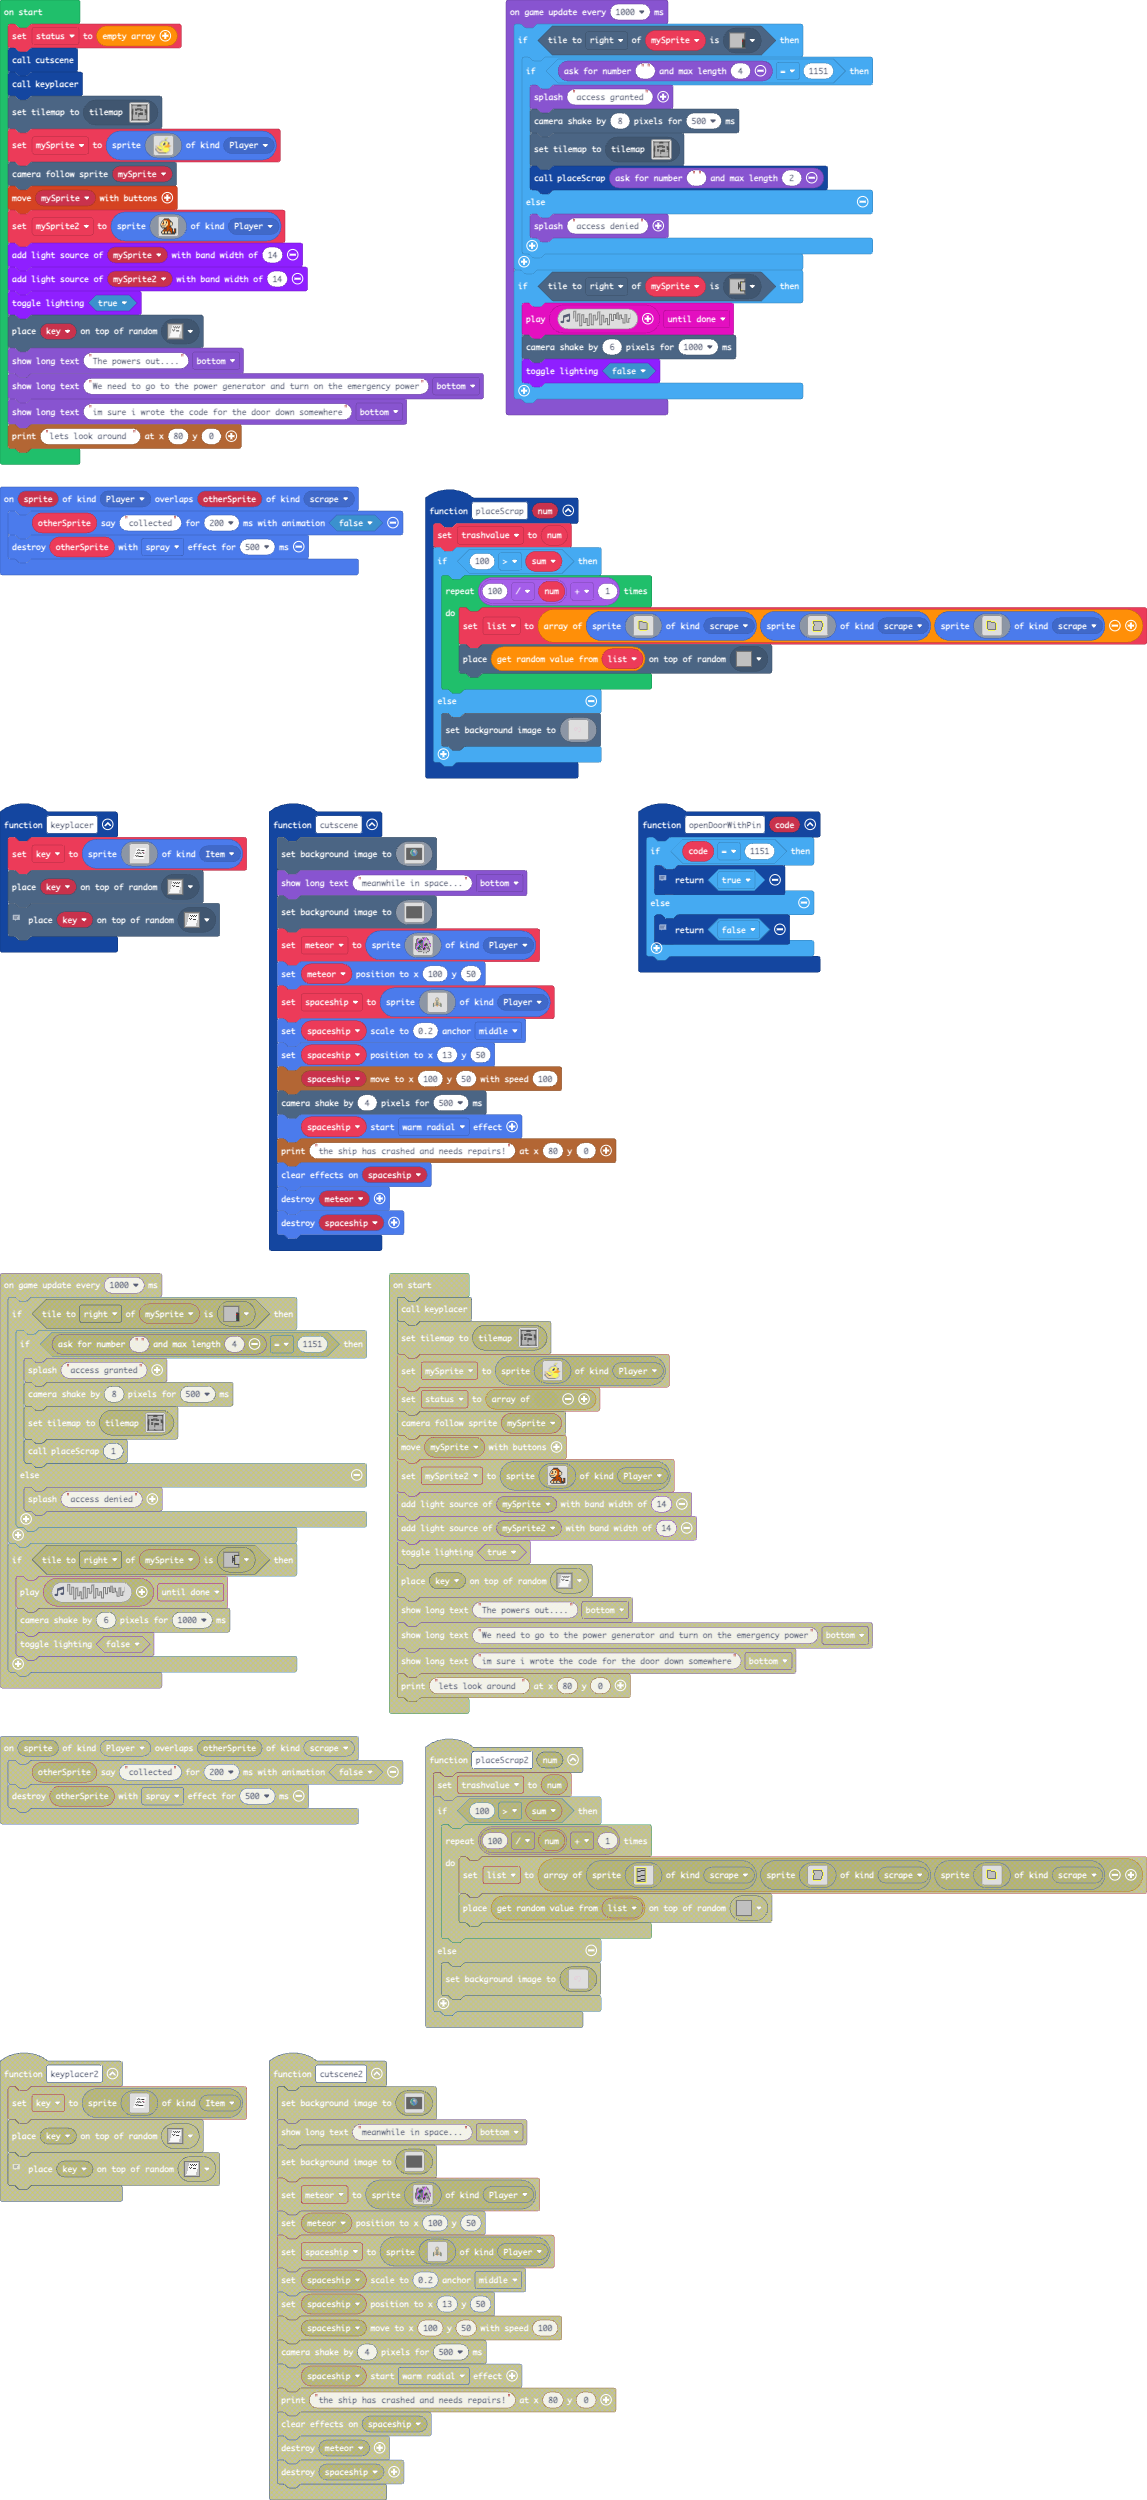 on start
set status to empty array
call cutscene
call keyplacer
set tilemap to tilemap
set mySprite to sprite of kind Player
camera follow sprite mySprite
move mySprite with buttons
set mySprite2 to sprite of kind Player
add light source of mySprite with band width of 14
add light source of mySprite2 with band width of 14
toggle lighting true
place key on top of random
show long text "The powers out...." bottom
show long text "We need to go to the power generator and turn on the emergency power" bottom
show long text "im sure i wrote the code for the door down somewhere" bottom
print "lets look around " at x 80 y 0
on game update every 1000 ms
if tile to right of mySprite is then
if ask for number "" and max length 4 = 1151 then
splash "access granted"
camera shake by 8 pixels for 500 ms
set tilemap to tilemap
call placeScrap ask for number "" and max length 2
else
splash "access denied"
if tile to right of mySprite is then
play until done
camera shake by 6 pixels for 1000 ms
toggle lighting false
on sprite of kind Player overlaps otherSprite of kind scrape
otherSprite say "collected" for 200 ms with animation false
destroy otherSprite with spray effect for 500 ms
function placeScrap num
set trashvalue to num
if 100 > sum then
repeat 100 / num + 1 times
do set list to array of sprite of kind scrape sprite of kind scrape sprite of kind scrape
place get random value from list on top of random
else
set background image to
function keyplacer
set key to sprite of kind Item
place key on top of random
place key on top of random
function cutscene
set background image to
show long text "meanwhile in space..." bottom
set background image to
set meteor to sprite of kind Player
set meteor position to x 100 y 50
set spaceship to sprite of kind Player
set spaceship scale to 0.2 anchor middle
set spaceship position to x 13 y 50
spaceship move to x 100 y 50 with speed 100
camera shake by 4 pixels for 500 ms
spaceship start warm radial effect
print "the ship has crashed and needs repairs!" at x 80 y 0
clear effects on spaceship
destroy meteor
destroy spaceship
function openDoorWithPin code
if code = 1151 then
return true
else
return false
on game update every 1000 ms
if tile to right of mySprite is then
if ask for number "" and max length 4 = 1151 then
splash "access granted"
camera shake by 8 pixels for 500 ms
set tilemap to tilemap
call placeScrap 1
else
splash "access denied"
if tile to right of mySprite is then
play until done
camera shake by 6 pixels for 1000 ms
toggle lighting false
on start
call keyplacer
set tilemap to tilemap
set mySprite to sprite of kind Player
set status to array of
camera follow sprite mySprite
move mySprite with buttons
set mySprite2 to sprite of kind Player
add light source of mySprite with band width of 14
add light source of mySprite2 with band width of 14
toggle lighting true
place key on top of random
show long text "The powers out...." bottom
show long text "We need to go to the power generator and turn on the emergency power" bottom
show long text "im sure i wrote the code for the door down somewhere" bottom
print "lets look around " at x 80 y 0
on sprite of kind Player overlaps otherSprite of kind scrape
otherSprite say "collected" for 200 ms with animation false
destroy otherSprite with spray effect for 500 ms
function placeScrap2 num
set trashvalue to num
if 100 > sum then
repeat 100 / num + 1 times
do set list to array of sprite of kind scrape sprite of kind scrape sprite of kind scrape
place get random value from list on top of random
else
set background image to
function keyplacer2
set key to sprite of kind Item
place key on top of random
place key on top of random
function cutscene2
set background image to
show long text "meanwhile in space..." bottom
set background image to
set meteor to sprite of kind Player
set meteor position to x 100 y 50
set spaceship to sprite of kind Player
set spaceship scale to 0.2 anchor middle
set spaceship position to x 13 y 50
spaceship move to x 100 y 50 with speed 100
camera shake by 4 pixels for 500 ms
spaceship start warm radial effect
print "the ship has crashed and needs repairs!" at x 80 y 0
clear effects on spaceship
destroy meteor
destroy spaceship